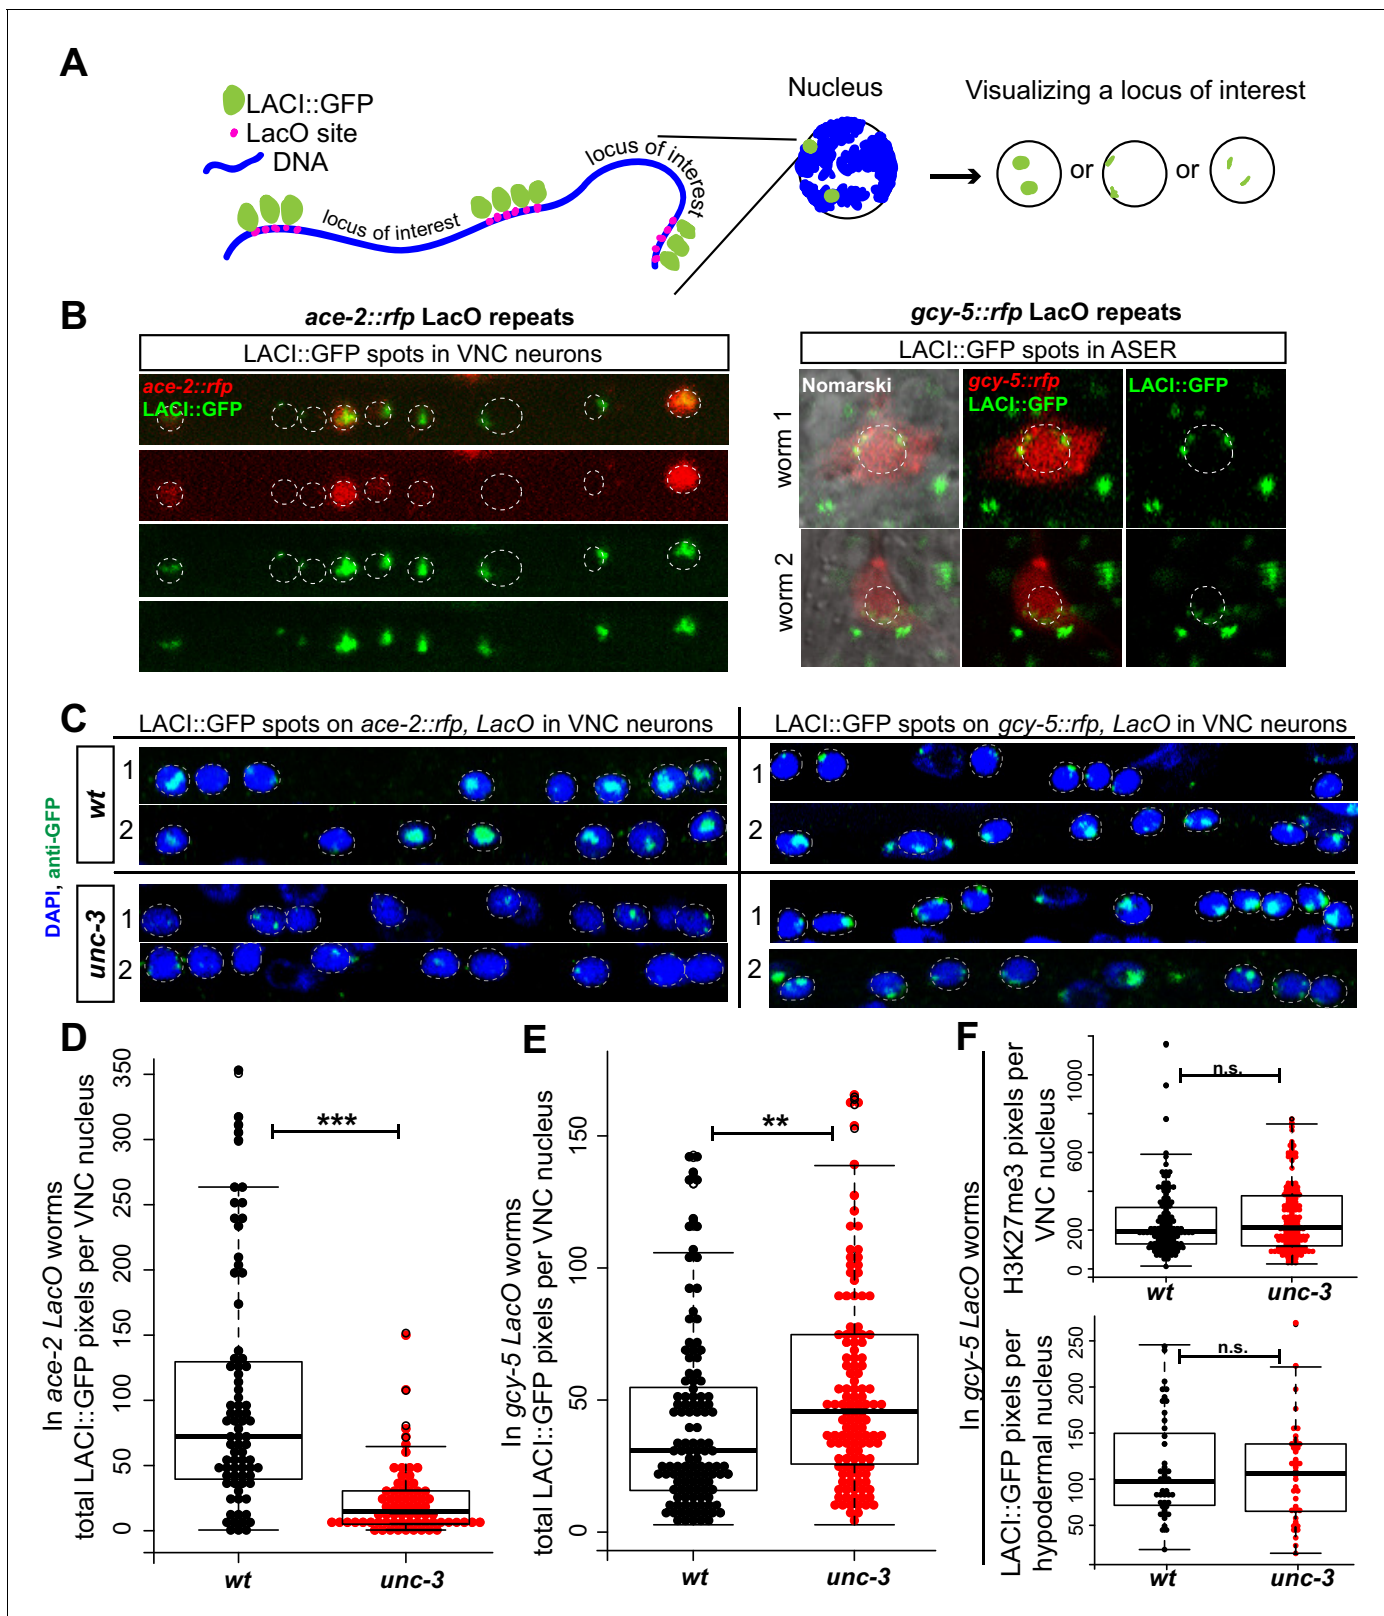 A
LACI::GFP
LacO site
DNA
locus of interest
locus of interest
Nucleus
Visualizing a locus of interest
or
or
B
ace-2::rfp LacO repeats
LACI::GFP spots in VNC neurons
ace-2::rfp
LACI::GFP
gcy-5::rfp LacO repeats
LACI::GFP spots in ASER
Nomarski
gcy-5::rfp
LACI::GFP
LACI::GFP
worm 1
worm 2
C
LACI::GFP spots on ace-2::rfp, LacO in VNC neurons
LACI::GFP spots on gcy-5::rfp, LacO in VNC neurons
DAPI, anti-GFP
wt
1
2
1
2
unc-3
1
2
1
2
D
In ace-2 LacO worms
total LACI::GFP pixels per VNC nucleus
350
300
250
200
150
100
50
0
***
wt
unc-3
E
In gcy-5 LacO worms
total LACI::GFP pixels per VNC nucleus
150
100
50
0
**
wt
unc-3
F
In gcy-5 LacO worms
H3K27me3 pixels per
VNC nucleus
1000
600
200
0
n.s.
wt
unc-3
LACI::GFP pixels per
hypodermal nucleus
250
200
150
100
50
0
n.s.
wt
unc-3